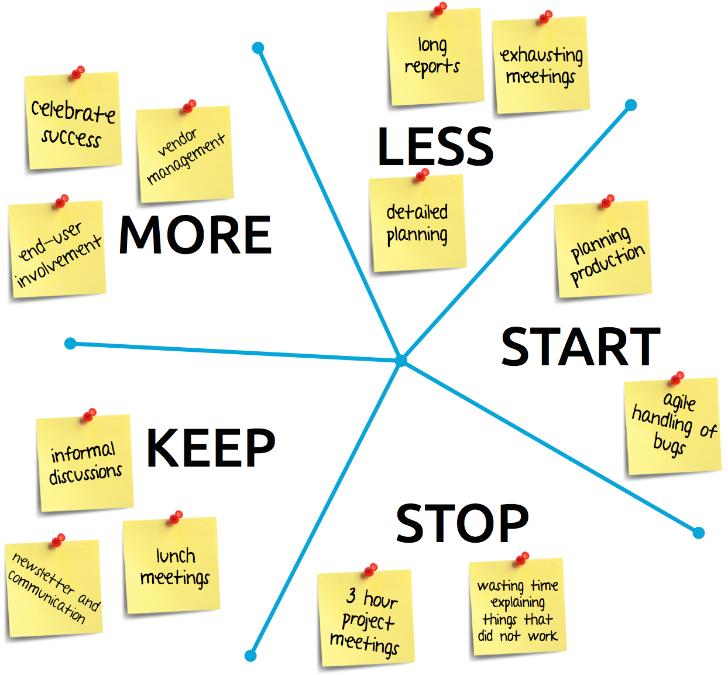 long
reports
exhausting
meetings
LESS
detailed
planning
celebrate
success
vendor
management
end-user
involvement
MORE
planning
production
START
agile
handling of
bugs
KEEP
informal
discussions
newsletter and
communication
lunch
meetings
STOP
3 hour
project
meetings
wasting time
explaining
things that
did not work